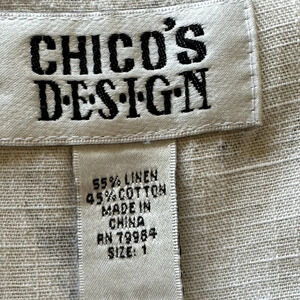 CHICO'S
D·E·S·I·G·N
55% LINEN
45% COTTON
MADE IN
CHINA
RN 79984
SIZE: 1